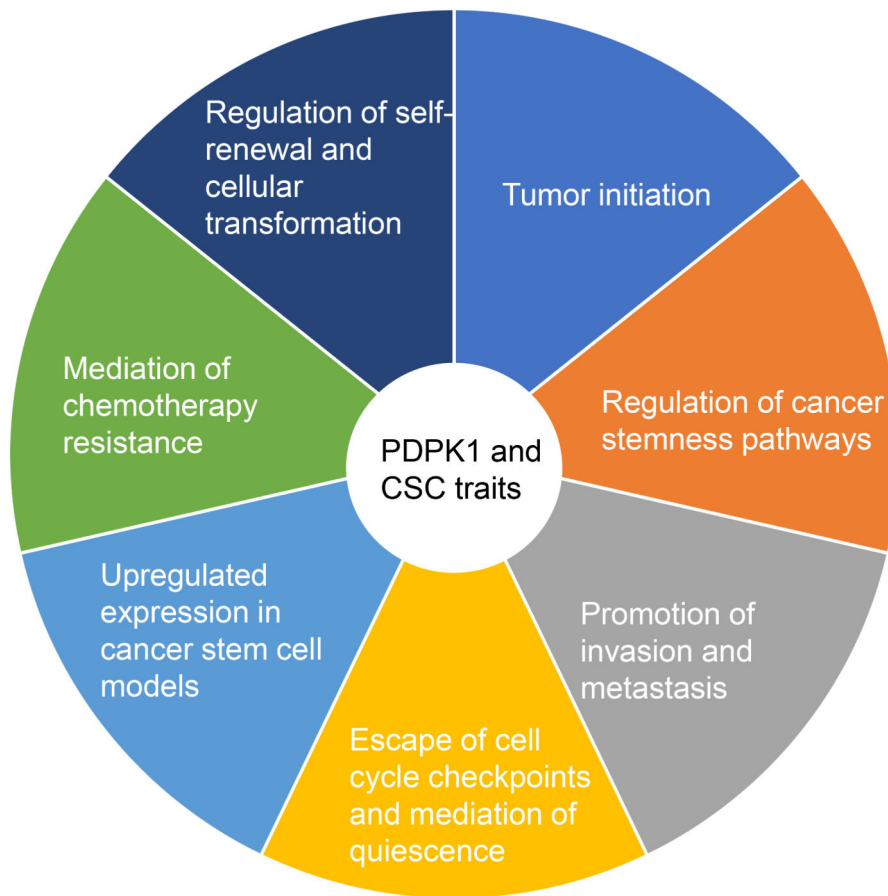 Regulation of self-
renewal and
cellular
transformation
Tumor initiation
Mediation of
chemotherapy
resistance
Regulation of cancer
stemness pathways
PDPK1 and
CSC traits
Upregulated
expression in
cancer stem cell
models
Promotion of
invasion and
metastasis
Escape of cell
cycle checkpoints
and mediation of
quiescence